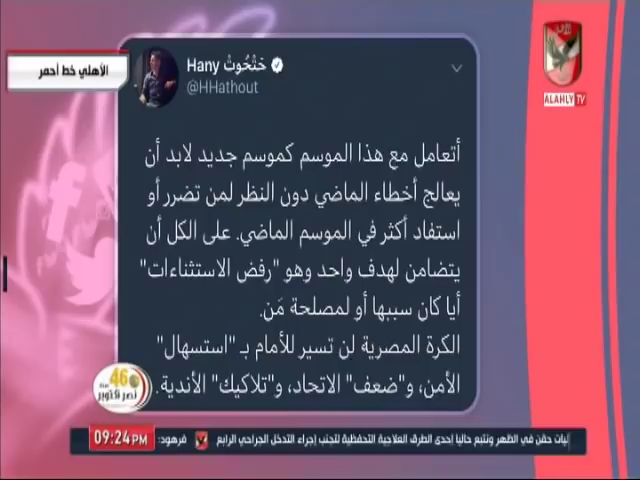 الأهلي خط أحمر
Hany حَتْحُوتْ
@HHathout
ALAHLY TV
أتعامل مع هذا الموسم كموسم جديد لابد أن
يعالج أخطاء الماضي دون النظر لمن تضرر أو
استفاد أكثر في الموسم الماضي. على الكل أن
يتضامن لهدف واحد وهو "رفض الاستثناءات"
أيا كان سببها أو لمصلحة مَن.
الكرة المصرية لن تسير للأمام بـ "استسهال"
الأمن، و"ضعف" الاتحاد، و"تلاكيك" الأندية.
46 سنة
نصر أكتوبر
09:24 PM
فرهود: إليات حقن في الظهر ونتبع حاليا إحدى الطرق العلاجية التحفظية لتجنب إجراء التدخل الجراحي الرابع